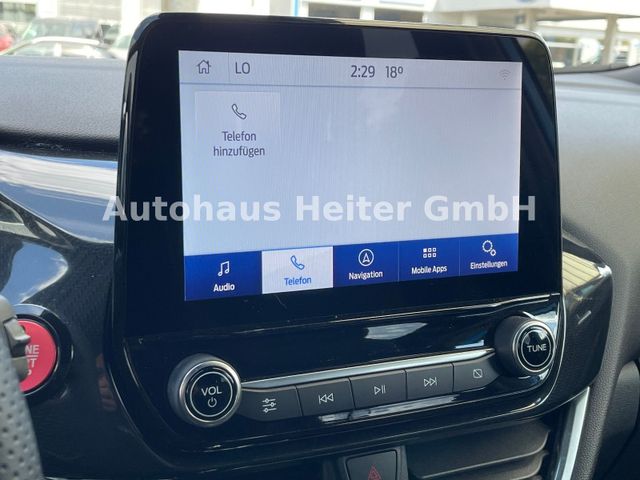 LO 2:29 18°
Telefon
hinzufügen
Autohaus Heiter GmbH
Audio Telefon Navigation Mobile Apps Einstellungen
VOL TUNE